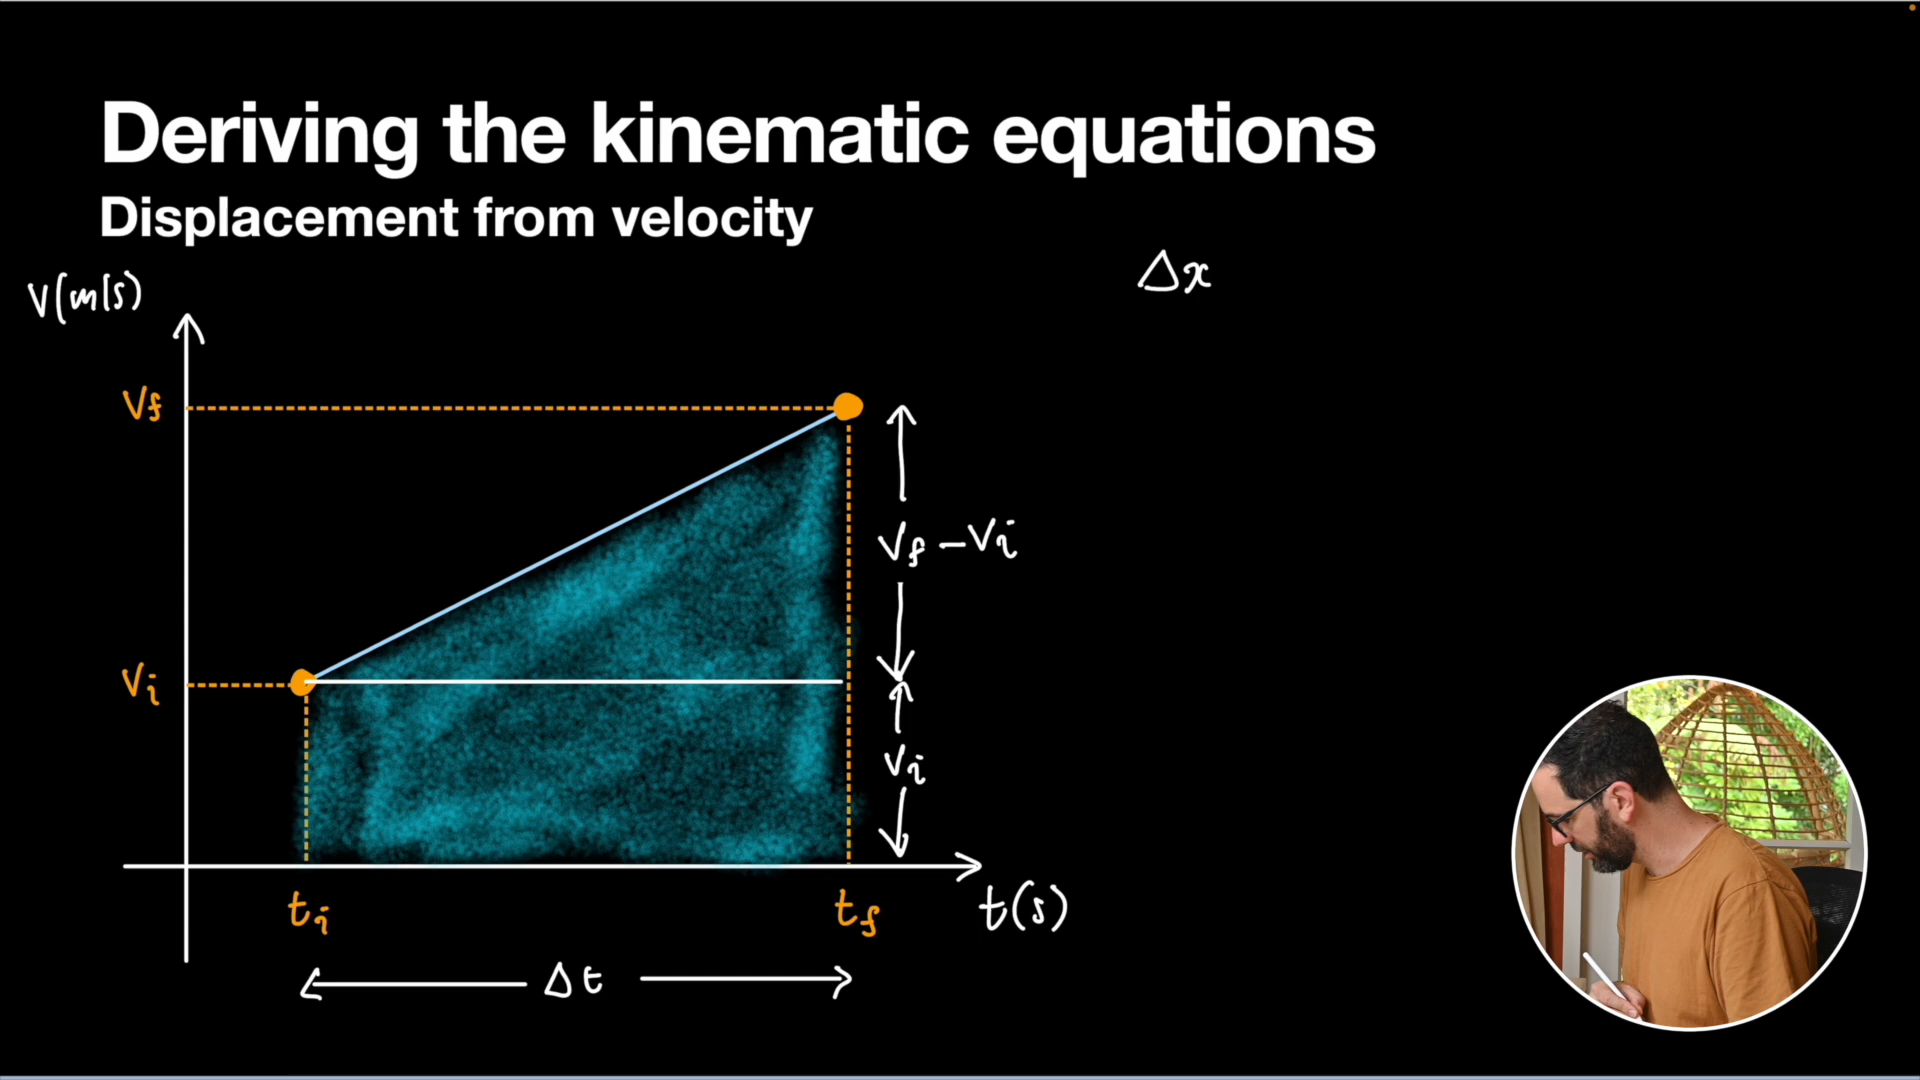 Deriving the kinematic equations
Displacement from velocity
Δx
V(m/s)
Vf
Vf - Vi
Vi
Vi
ti
tf
t(s)
Δt